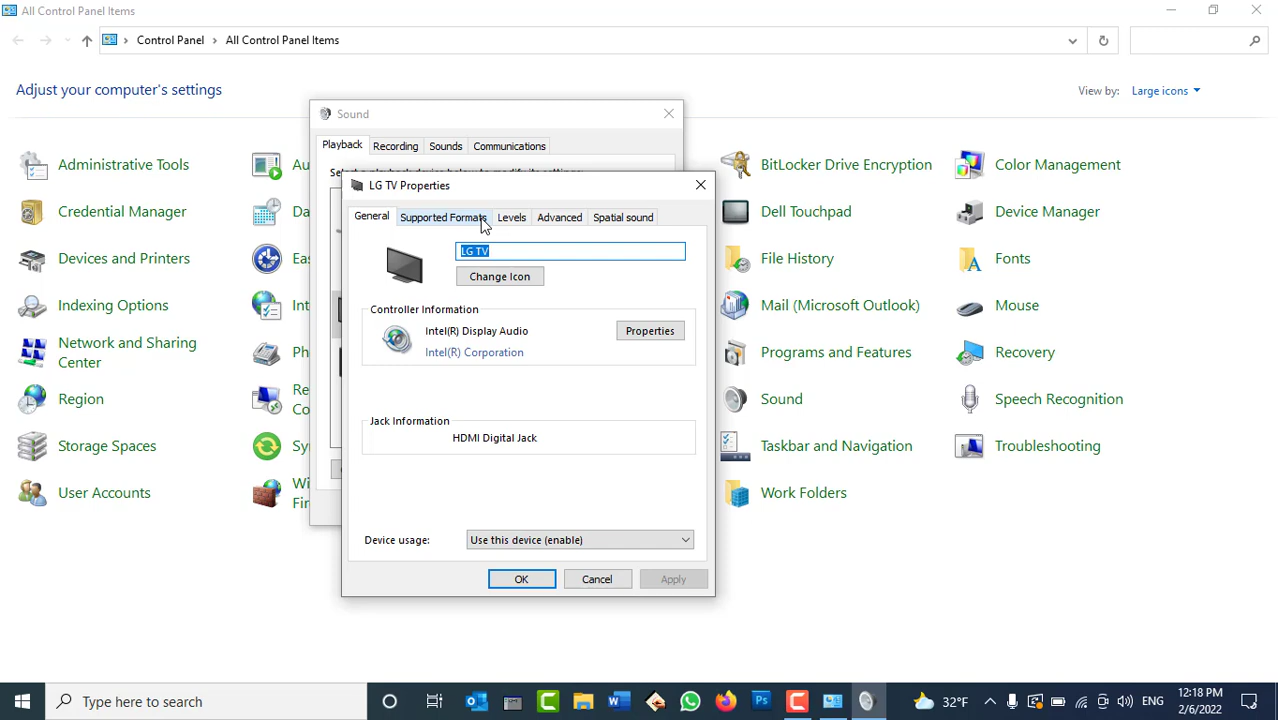 All Control Panel Items
Control Panel > All Control Panel Items
Adjust your computer's settings
View by: Large icons
Sound
Playback Recording Sounds Communications
Administrative Tools
BitLocker Drive Encryption
Color Management
LG TV Properties
Credential Manager
General Supported Formats Levels Advanced Spatial sound
Dell Touchpad
Device Manager
LG TV
Devices and Printers
File History
Fonts
Change Icon
Indexing Options
Controller Information
Mail (Microsoft Outlook)
Mouse
Intel(R) Display Audio Properties
Intel(R) Corporation
Network and Sharing
Center
Programs and Features
Recovery
Region
Sound
Speech Recognition
Jack Information
HDMI Digital Jack
Storage Spaces
Taskbar and Navigation
Troubleshooting
User Accounts
Work Folders
Device usage: Use this device (enable)
OK Cancel Apply
Type here to search
32°F
ENG
12:18 PM
2/6/2022